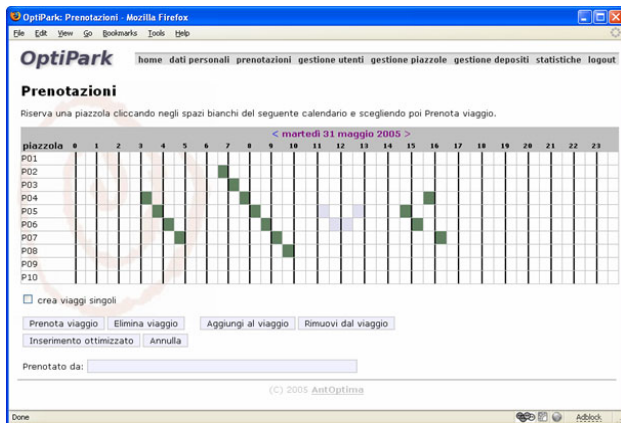 OptiPark: Prenotazioni - Mozilla Firefox
File Edit View Go Bookmarks Tools Help
OptiPark
home dati personali prenotazioni gestione utenti gestione piazzole gestione depositi statistiche logout
Prenotazioni
Riserva una piazzola cliccando negli spazi bianchi del seguente calendario e scegliendo poi Prenota viaggio.
< martedì 31 maggio 2005 >
piazzola 0 1 2 3 4 5 6 7 8 9 10 11 12 13 14 15 16 17 18 19 20 21 22 23
P01
P02
P03
P04
P05
P06
P07
P08
P09
P10
crea viaggi singoli
Prenota viaggio Elimina viaggio Aggiungi al viaggio Rimuovi dal viaggio
Inserimento ottimizzato Annulla
Prenotato da:
(C) 2005 AntOptima
Done Adblock